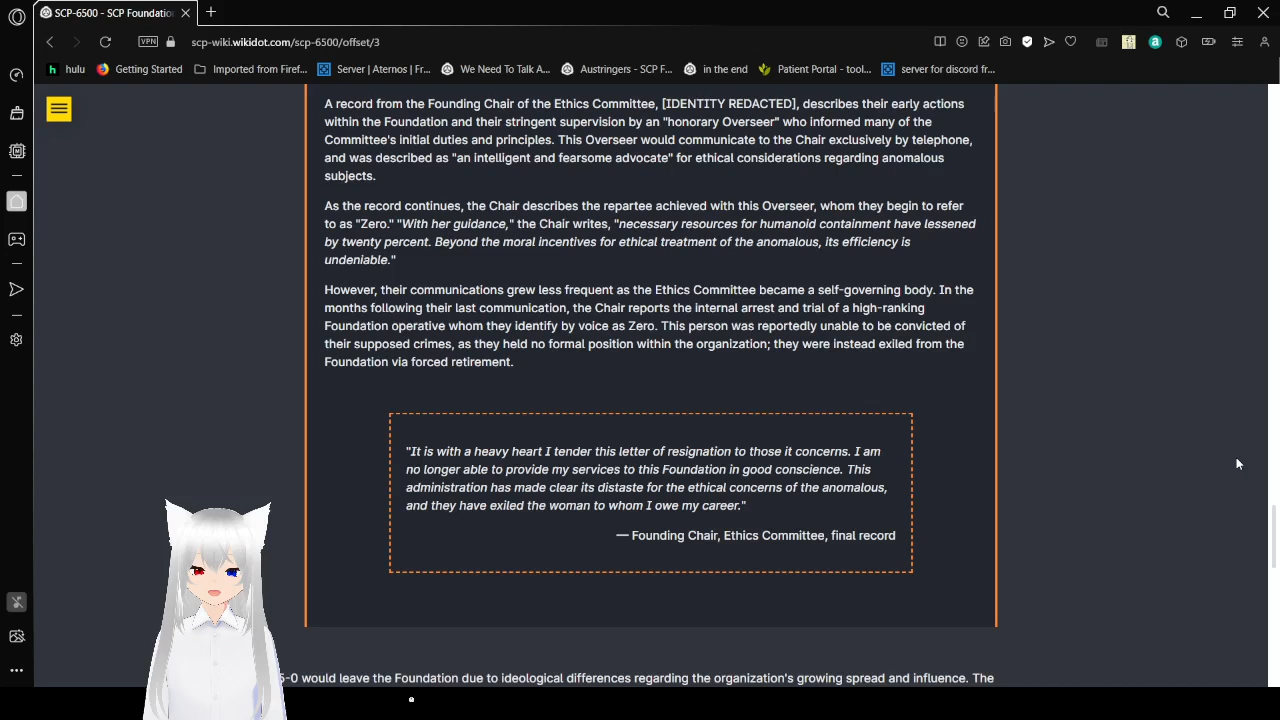 SCP-6500 - SCP Foundation
VPN
scp-wiki.wikidot.com/scp-6500/offset/3
hulu
Getting Started
Imported from Firef...
Server | Aternos | Fr...
We Need To Talk A...
Austringers - SCP F...
in the end
Patient Portal - tool...
server for discord fr...
A record from the Founding Chair of the Ethics Committee, [IDENTITY REDACTED], describes their early actions
within the Foundation and their stringent supervision by an "honorary Overseer" who informed many of the
Committee's initial duties and principles. This Overseer would communicate to the Chair exclusively by telephone,
and was described as "an intelligent and fearsome advocate" for ethical considerations regarding anomalous
subjects.
As the record continues, the Chair describes the repartee achieved with this Overseer, whom they begin to refer
to as "Zero." "With her guidance," the Chair writes, "necessary resources for humanoid containment have lessened
by twenty percent. Beyond the moral incentives for ethical treatment of the anomalous, its efficiency is
undeniable."
However, their communications grew less frequent as the Ethics Committee became a self-governing body. In the
months following their last communication, the Chair reports the internal arrest and trial of a high-ranking
Foundation operative whom they identify by voice as Zero. This person was reportedly unable to be convicted of
their supposed crimes, as they held no formal position within the organization; they were instead exiled from the
Foundation via forced retirement.
"It is with a heavy heart I tender this letter of resignation to those it concerns. I am
no longer able to provide my services to this Foundation in good conscience. This
administration has made clear its distaste for the ethical concerns of the anomalous,
and they have exiled the woman to whom I owe my career."
— Founding Chair, Ethics Committee, final record
-0 would leave the Foundation due to ideological differences regarding the organization's growing spread and influence. The